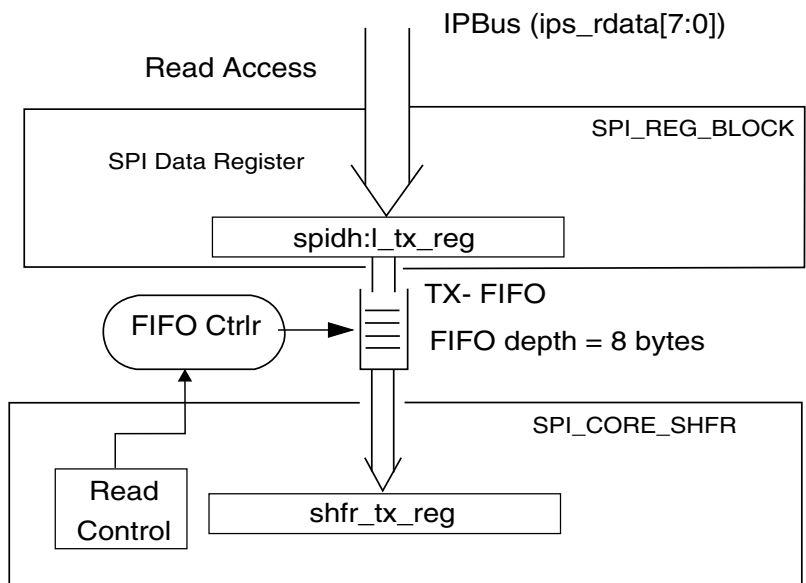 IPBus (ips_rdata[7:0])
Read Access
SPI_REG_BLOCK
SPI Data Register
spidh:l_tx_reg
TX- FIFO
FIFO Ctrlr
FIFO depth = 8 bytes
SPI_CORE_SHFR
Read
Control
shfr_tx_reg